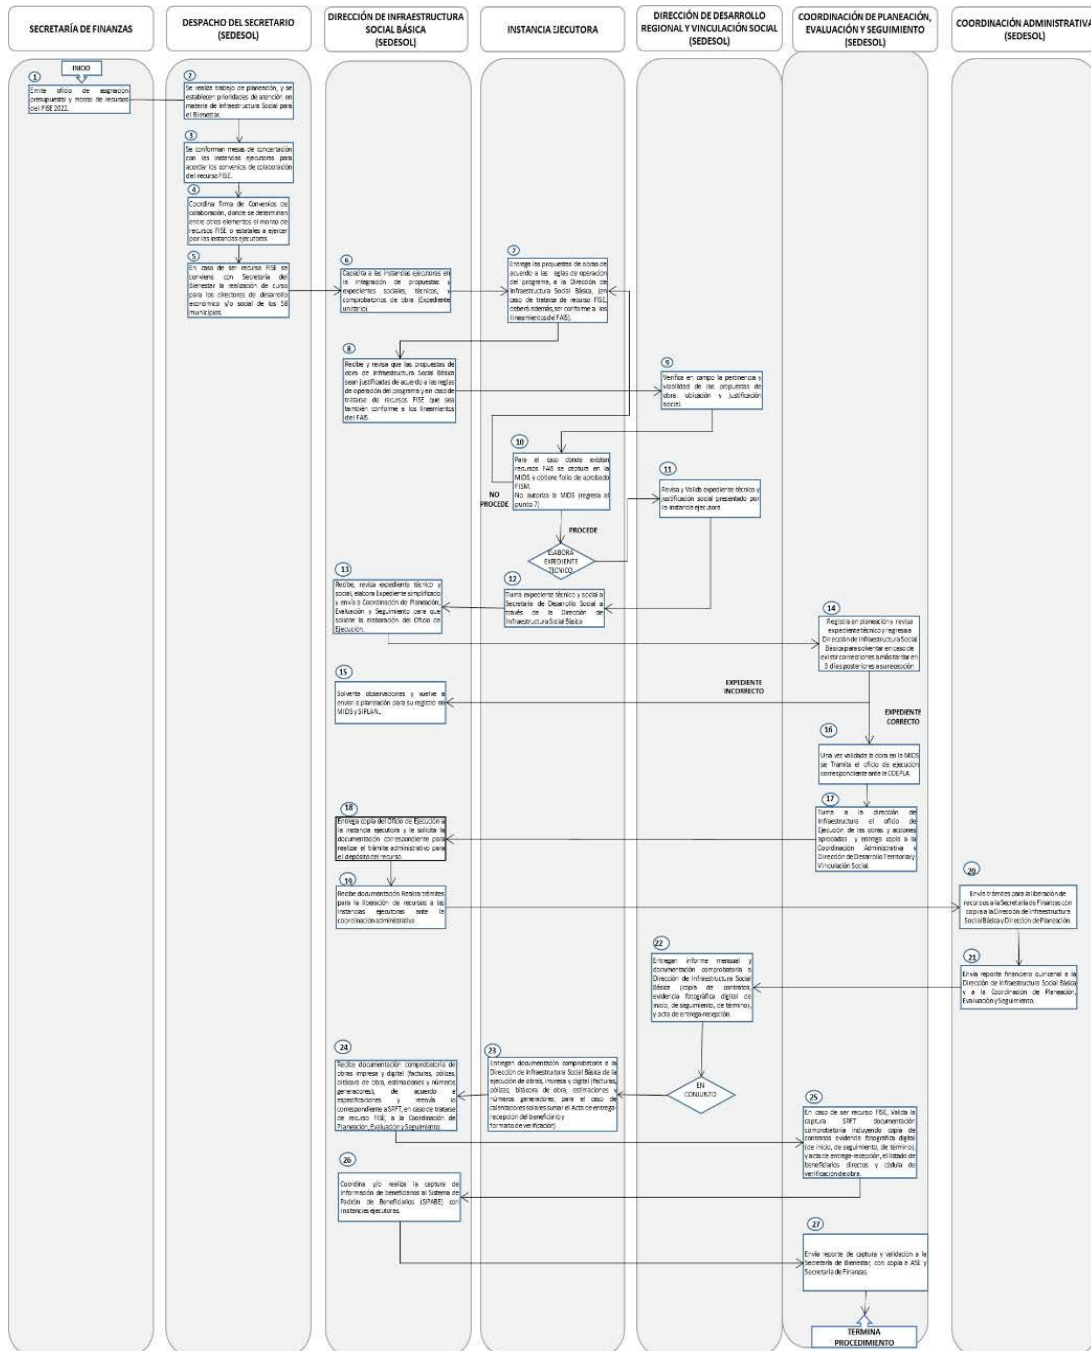 SECRETARÍA DE FINANZAS
DESPACHO DEL SECRETARIO
(SEDESOL)
DIRECCIÓN DE INFRAESTRUCTURA
SOCIAL BÁSICA
(SEDESOL)
INSTANCIA EJECUTORA
DIRECCIÓN DE DESARROLLO
REGIONAL Y VINCULACIÓN SOCIAL
(SEDESOL)
COORDINACIÓN DE PLANEACIÓN,
EVALUACIÓN Y SEGUIMIENTO
(SEDESOL)
COORDINACIÓN ADMINISTRATIVA
(SEDESOL)
INICIO
1
Emite oficio de asignación
presupuestal y monto de recursos
del FISE 2022.
2
Se realiza trabajo de planeación, y se
establecen prioridades de atención en
materia de Infraestructura Social para
el Bienestar.
3
Se conforman mesas de concertación
con las instancias ejecutoras para
acordar los convenios de colaboración
del recurso FISE.
4
Coordina firma de Convenios de
colaboración, donde se determinan
entre otros elementos el monto de
recursos FISE o estatales a ejercer
por las instancias ejecutoras
5
En caso de ser recurso FISE se
conviene con Secretaría del
Bienestar la realización de curso
para los directores de desarrollo
económico y/o social de los 58
municipios.
6
Capacita a las instancias ejecutoras en
la integración de propuestas y
expedientes sociales, técnicos, y
comprobatorios de obra (Expediente
unitario)
7
Entrega las propuestas de obras de
acuerdo a las reglas de operación
del programa, a la Dirección de
Infraestructura Social Básica, (en
caso de tratarse de recurso FISE,
deberá además, ser conforme a los
lineamientos del FAIS).
8
Recibe y revisa que las propuestas de
obra de Infraestructura Social Básica
sean justificadas de acuerdo a las reglas
de operación del programa y en caso de
tratarse de recursos FISE que sea
también conforme a los lineamientos
del FAIS.
9
Verifica en campo la pertinencia y
viabilidad de las propuestas de
obra, ubicación y justificación
social.
10
Para el caso donde existan
recursos FAIS se captura en la
MIDS y obtiene folio de aprobado
FISM.
No autoriza la MIDS (regresa al
punto 7)
NO
PROCEDE
PROCEDE
11
Revisa y Valida expediente técnico y
justificación social presentado por
la instancia ejecutora
ELABORA
EXPEDIENTE
TECNICO
12
Turna expediente técnico y social a
Secretaría de Desarrollo Social a
través de la Dirección de
Infraestructura Social Básica
13
Recibe, revisa expediente técnico y
social, elabora Expediente simplificado
y envía a Coordinación de Planeación,
Evaluación y Seguimiento para que
solicite la elaboración del Oficio de
Ejecución.
14
Registra en planeación y revisa
expediente técnico y regresa a
Dirección de Infraestructura Social
Básica para solventar en caso de
existir correcciones a más tardar en
3 días posteriores a su recepción
EXPEDIENTE
INCORRECTO
15
Solventa observaciones y vuelve a
enviar a planeación para su registro en
MIDS y SIPLAN.
EXPEDIENTE
CORRECTO
16
Una vez validada la obra en la MIDS
se Tramita el oficio de ejecución
correspondiente ante la COEPLA
17
Turna a la dirección de
Infraestructura el oficio de
Ejecución de las obras y acciones
aprobadas y entrega copia a la
Coordinación Administrativa y
Dirección de Desarrollo Territorial y
Vinculación Social.
18
Entrega copia del Oficio de Ejecución a
la instancia ejecutora y le solicita la
documentación correspondiente para
realizar el trámite administrativo para
el depósito del recurso
19
Recibe documentación Realiza trámites
para la liberación de recursos a las
instancias ejecutoras ante la
coordinación administrativa.
20
Envía trámites para la liberación de
recursos a la Secretaría de Finanzas con
copia a la Dirección de Infraestructura
Social Básica y Dirección de Planeación.
21
Envía reporte financiero quincenal a la
Dirección de Infraestructura Social Básica
y a la Coordinación de Planeación,
Evaluación y Seguimiento.
22
Entregan informe mensual y
documentación comprobatoria a
Dirección de Infraestructura Social
Básica (copia de contratos,
evidencia fotográfica digital de
inicio, de seguimiento, de término),
y acta de entrega-recepción.
EN
CONJUNTO
23
Entregan documentación comprobatoria a la
Dirección de Infraestructura Social Básica de
la ejecución de obras, impresa y digital (facturas,
pólizas, bitácora de obra, estimaciones y
números generadores, para el caso de
calentadores solares sumar el Acta de entrega-
recepción del beneficiario y
formato de verificación)
24
Recibe documentación comprobatoria de
obras impresa y digital (facturas, pólizas,
bitácora de obra, estimaciones y números
generadores), de acuerdo a
especificaciones y reenvía lo
correspondiente a SRFT, en caso de tratarse
de recurso FISE, a la Coordinación de
Planeación, Evaluación y Seguimiento.
25
En caso de ser recurso FISE, Valida la
captura SRFT documentación
comprobatoria incluyendo copia de
contratos evidencia fotográfica digital
(de inicio, de seguimiento, de término),
y acta de entrega-recepción, el listado de
beneficiarios directos y cédula de
verificación de obra.
26
Coordina y/o realiza la captura de
información de beneficiarios al Sistema de
Padrón de Beneficiarios (SIPABE) con
instancias ejecutores.
27
Envía reporte de captura y validación a la
Secretaría de Bienestar, con copia a ASE y
Secretaría de Finanzas
TERMINA
PROCEDIMIENTO